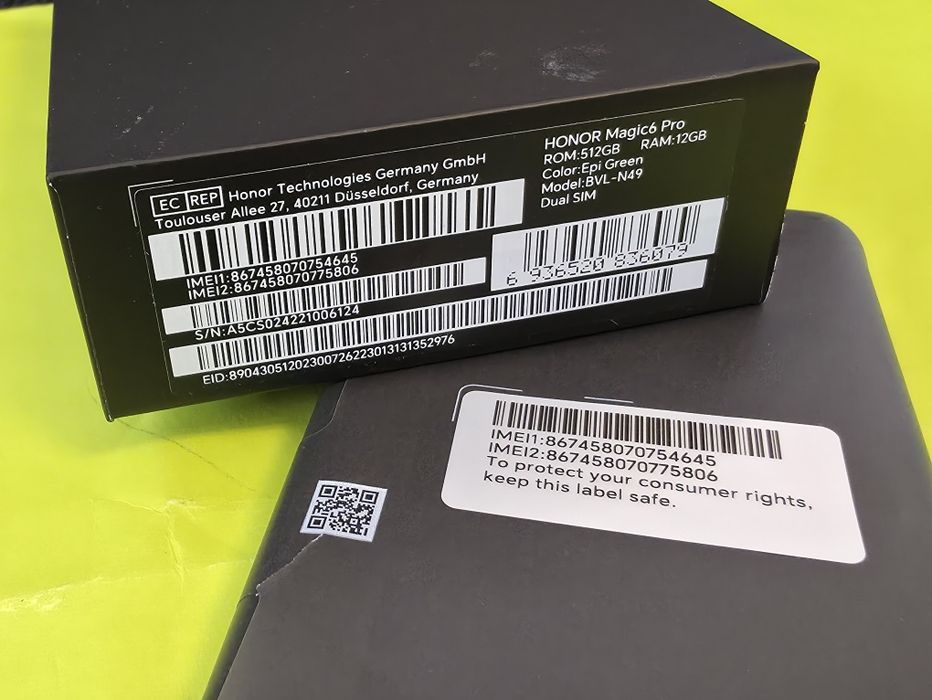 EC REP Honor Technologies Germany GmbH
Toulouser Allee 27, 40211 Düsseldorf, Germany
IMEI1:867458070754645
IMEI2:867458070775806
S/N:A5CS024221006124
EID:89043051202300726223013131352976
HONOR Magic6 Pro
ROM:512GB RAM:12GB
Color:Epi Green
Model:BVL-N49
Dual SIM
6 936520 836079
IMEI1:867458070754645
IMEI2:867458070775806
To protect your consumer rights,
keep this label safe.